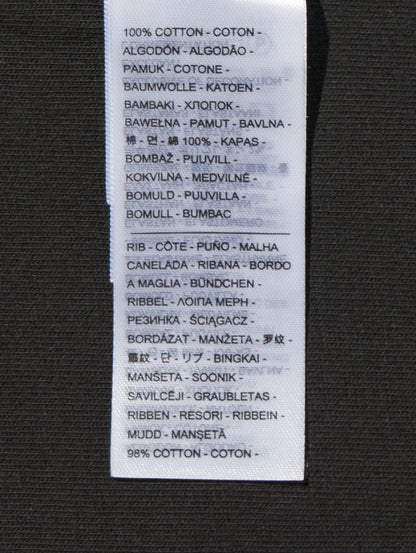 100% COTTON - COTON -
ALGODÓN - ALGODÃO -
PAMUK - COTONE -
BAUMWOLLE - KATOEN -
BAMBAKI - ХЛОПОК -
BAWEŁNA - PAMUT - BAVLNA -
棉 - 면 - 綿 100% - KAPAS -
BOMBAŽ - PUUVILL -
KOKVILNA - MEDVILNĖ -
BOMULD - PUUVILLA -
BOMULL - BUMBAC
RIB - CÔTE - PUÑO - MALHA
CANELADA - RIBANA - BORDO
A MAGLIA - BÜNDCHEN -
RIBBEL - ΛΟΙΠΑ ΜΕΡΗ -
РЕЗИНКА - ŚCIĄGACZ -
BORDÁZAT - MANŽETA - 罗纹 -
羅紋 - 단 - リブ - BINGKAI -
MANŠETA - SOONIK -
SAVILCĒJI - GRAUBLETAS -
RIBBEN - RESORI - RIBBEIN -
MUDD - MANŞETĂ
98% COTTON - COTON -